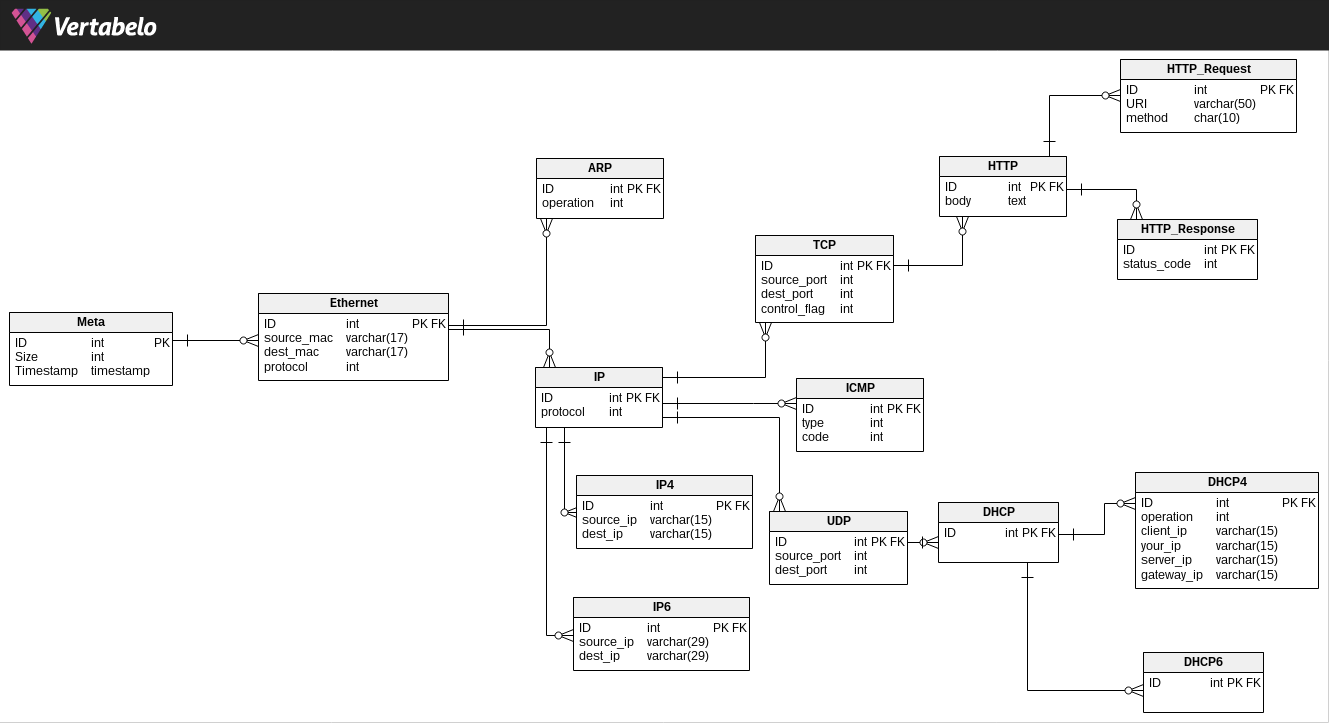 Vertabelo
HTTP_Request
ID int PK FK
URI varchar(50)
method char(10)
ARP
ID int PK FK
operation int
HTTP
ID int PK FK
body text
HTTP_Response
ID int PK FK
status_code int
TCP
ID int PK FK
source_port int
dest_port int
control_flag int
Meta
ID int PK
Size int
Timestamp timestamp
Ethernet
ID int PK FK
source_mac varchar(17)
dest_mac varchar(17)
protocol int
IP
ID int PK FK
protocol int
ICMP
ID int PK FK
type int
code int
IP4
ID int PK FK
source_ip varchar(15)
dest_ip varchar(15)
UDP
ID int PK FK
source_port int
dest_port int
DHCP
ID int PK FK
DHCP4
ID int PK FK
operation int
client_ip varchar(15)
your_ip varchar(15)
server_ip varchar(15)
gateway_ip varchar(15)
IP6
ID int PK FK
source_ip varchar(29)
dest_ip varchar(29)
DHCP6
ID int PK FK